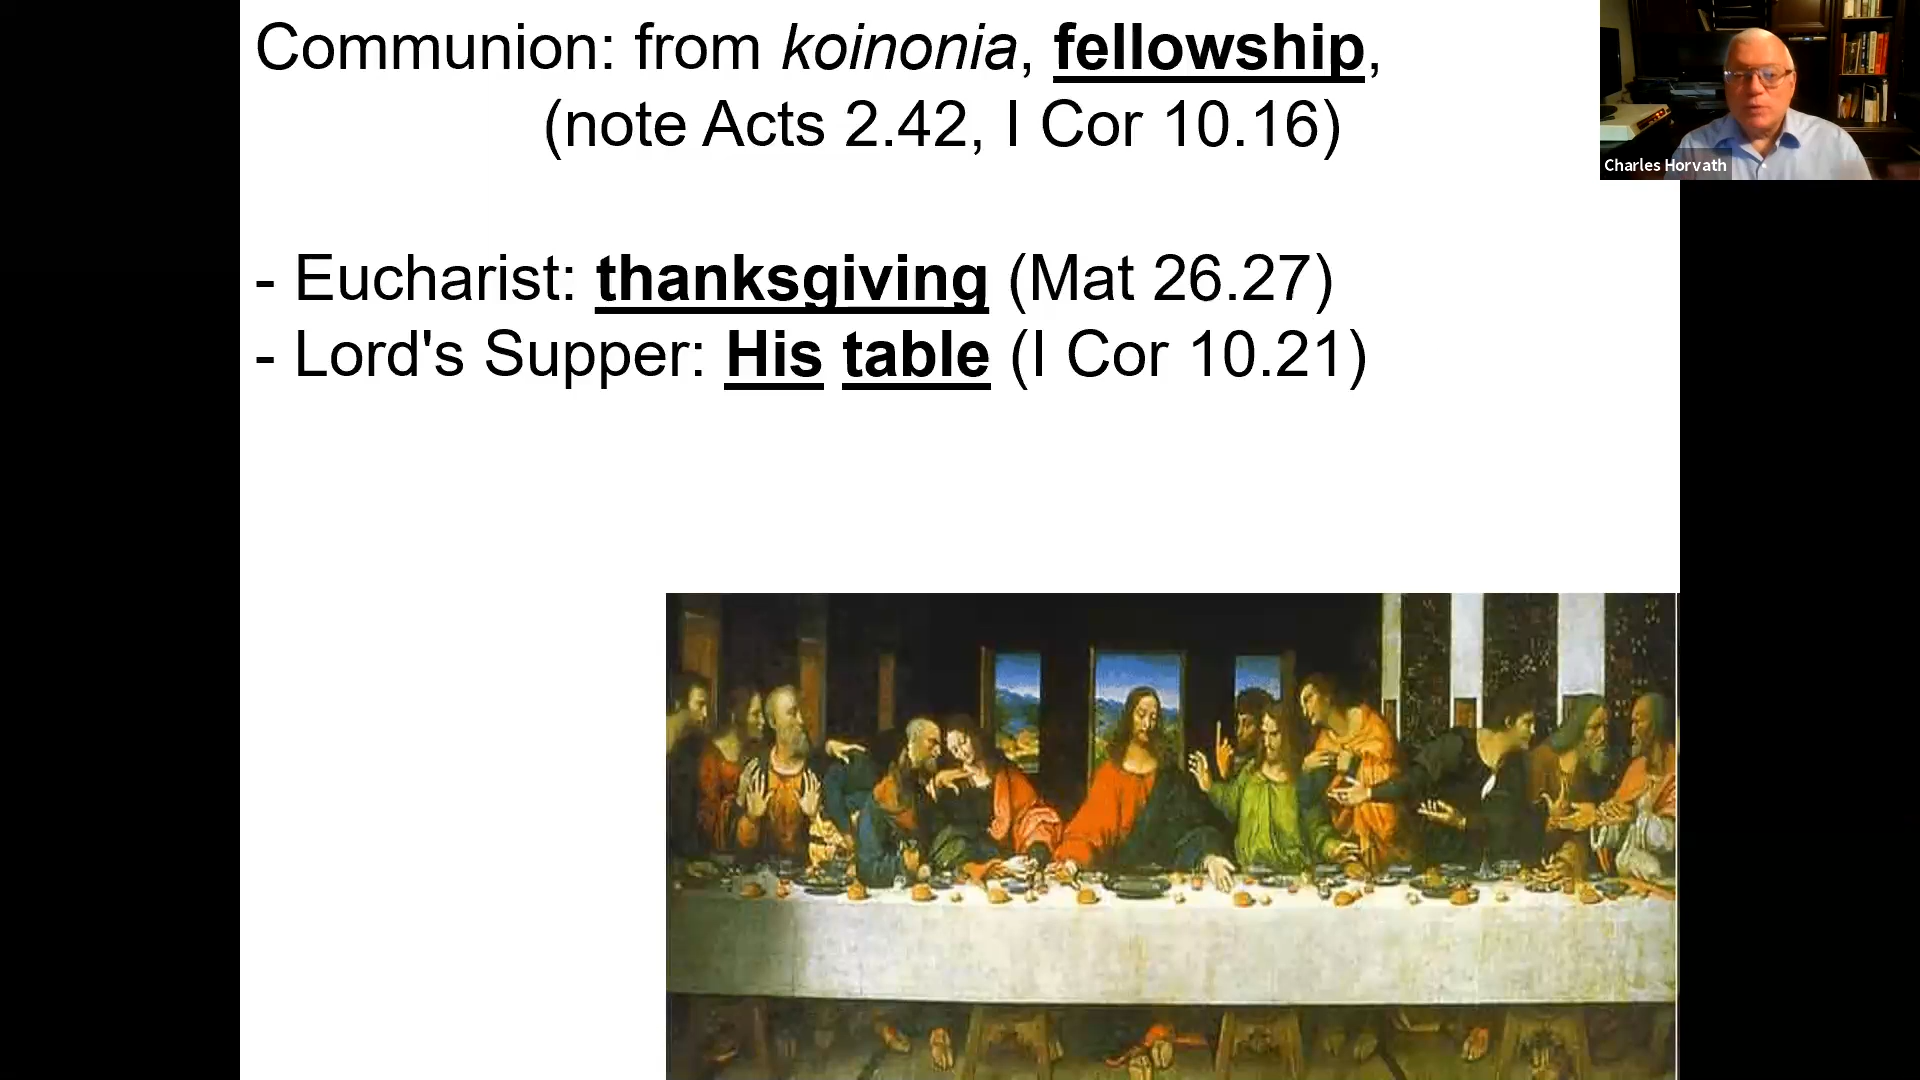 Communion: from koinonia, fellowship,
(note Acts 2.42, I Cor 10.16)
- Eucharist: thanksgiving (Mat 26.27)
- Lord's Supper: His table (I Cor 10.21)
Charles Horvath